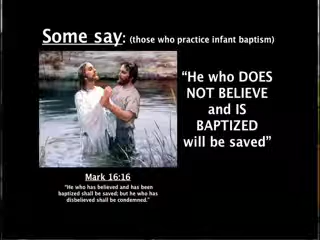 Some say: (those who practice infant baptism)
“He who DOES
NOT BELIEVE
and IS
BAPTIZED
will be saved”
Mark 16:16
“He who has believed and has been
baptized shall be saved; but he who has
disbelieved shall be condemned.”